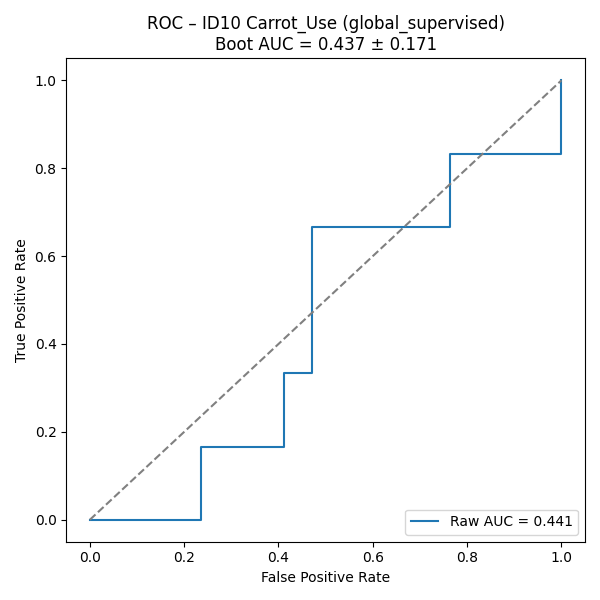 ROC – ID10 Carrot_Use (global_supervised)
Boot AUC = 0.437 ± 0.171
True Positive Rate
1.0
0.8
0.6
0.4
0.2
0.0
Raw AUC = 0.441
0.0 0.2 0.4 0.6 0.8 1.0
False Positive Rate